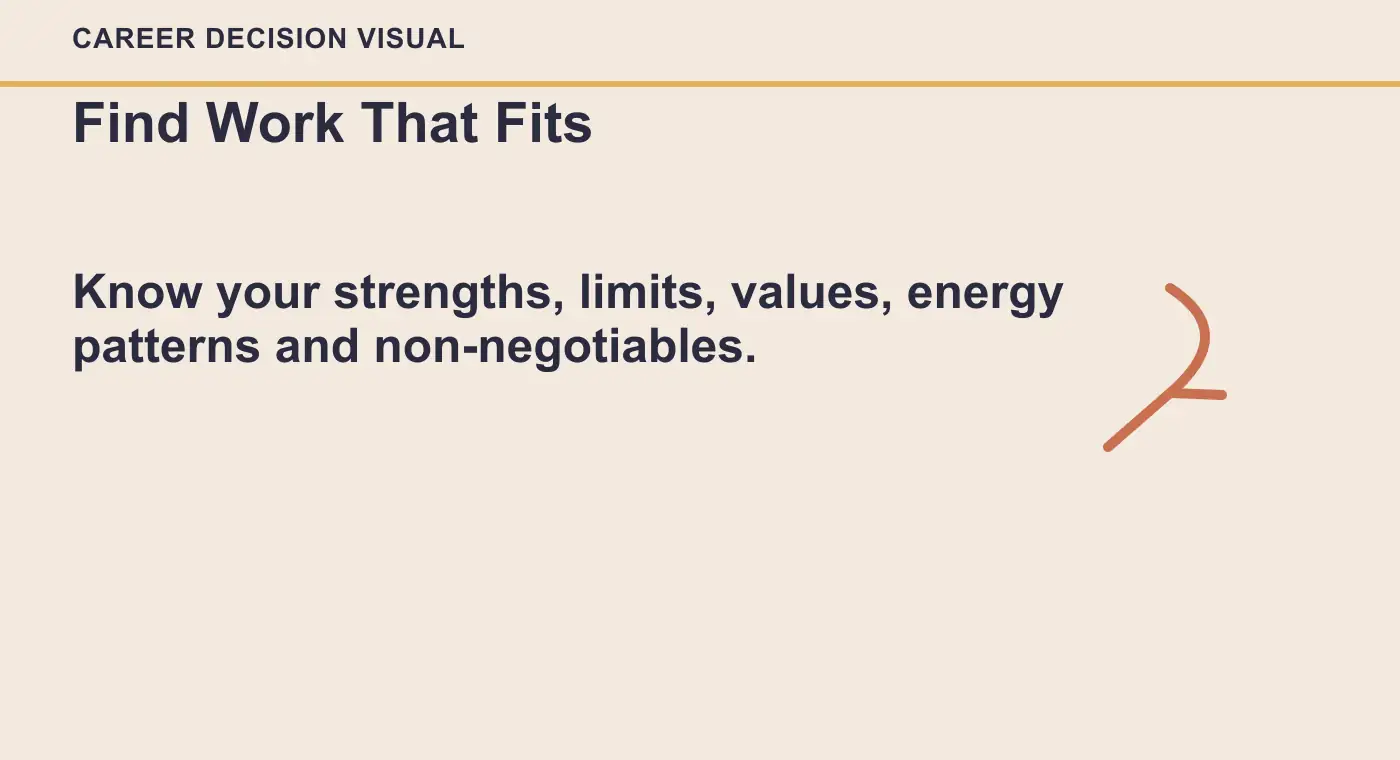 CAREER DECISION VISUAL
Find Work That Fits
Know your strengths, limits, values, energy
patterns and non-negotiables.